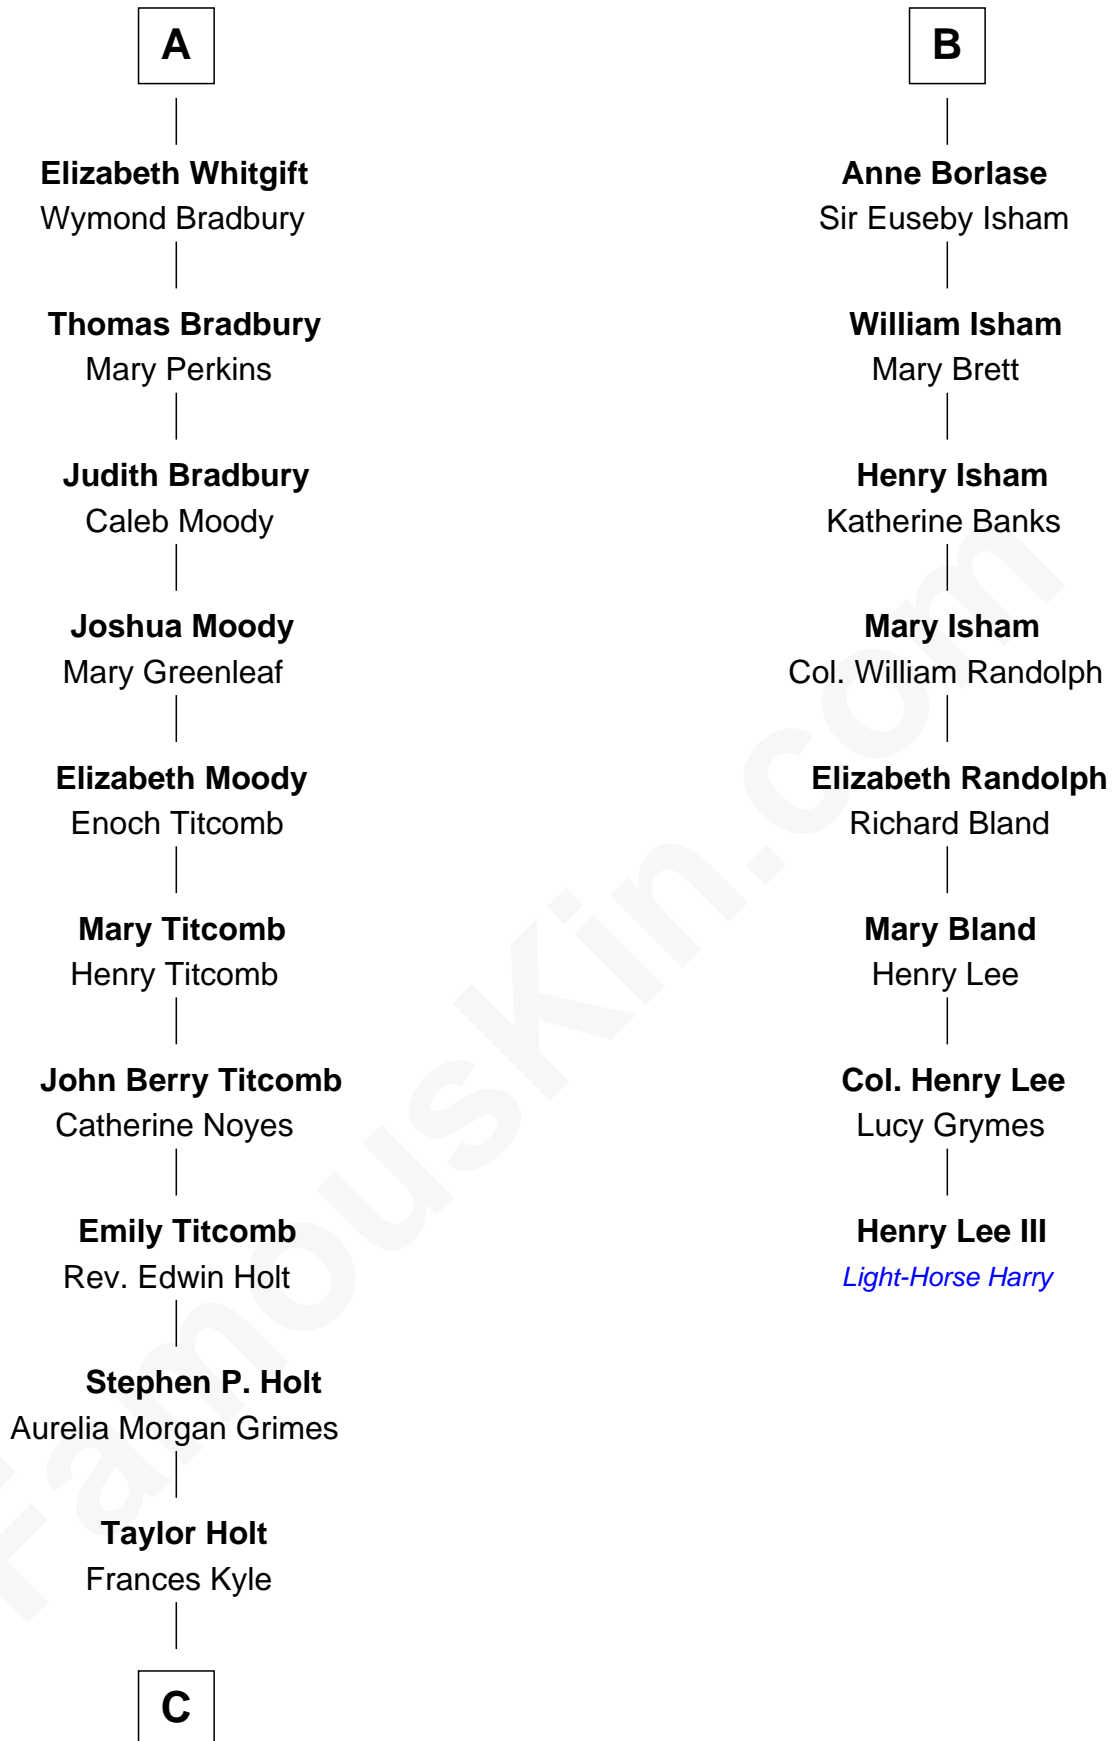 A
Elizabeth Whitgift
Wymond Bradbury
Thomas Bradbury
Mary Perkins
Judith Bradbury
Caleb Moody
Joshua Moody
Mary Greenleaf
Elizabeth Moody
Enoch Titcomb
Mary Titcomb
Henry Titcomb
John Berry Titcomb
Catherine Noyes
Emily Titcomb
Rev. Edwin Holt
Stephen P. Holt
Aurelia Morgan Grimes
Taylor Holt
Frances Kyle
C
B
Anne Borlase
Sir Euseby Isham
William Isham
Mary Brett
Henry Isham
Katherine Banks
Mary Isham
Col. William Randolph
Elizabeth Randolph
Richard Bland
Mary Bland
Henry Lee
Col. Henry Lee
Lucy Grymes
Henry Lee III
Light-Horse Harry
FamousKin.com